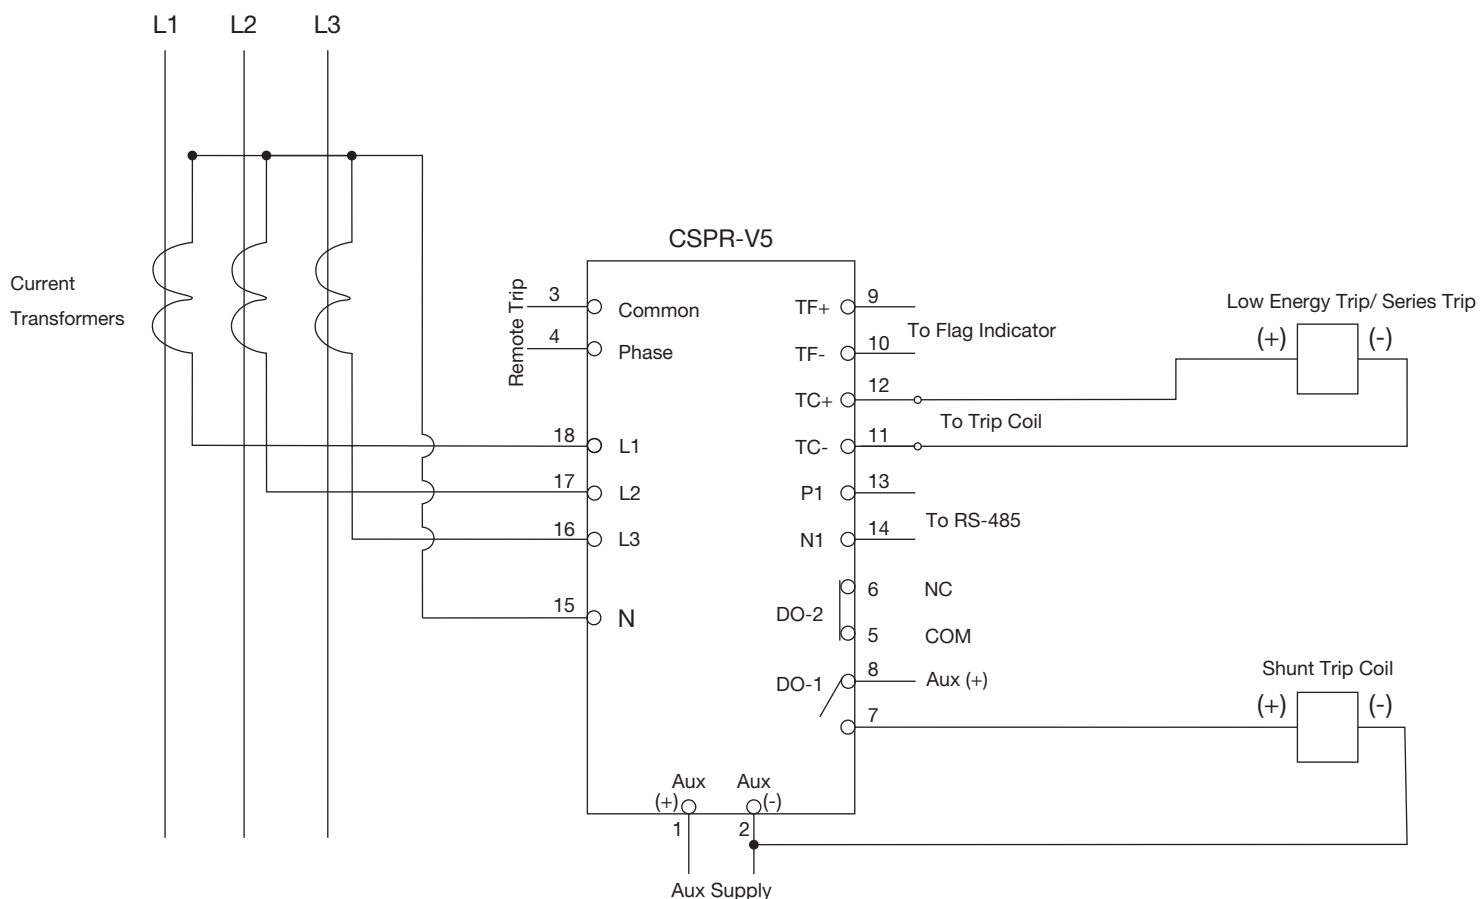 L1 L2 L3
Current
Transformers
CSPR-V5
Remote Trip
3 Common
4 Phase
18 L1
17 L2
16 L3
15 N
TF+ 9
To Flag Indicator
TF- 10
TC+ 12
To Trip Coil
TC- 11
P1 13
To RS-485
N1 14
6 NC
DO-2
5 COM
DO-1 8 Aux (+)
7
Low Energy Trip/ Series Trip
(+) (-)
Shunt Trip Coil
(+) (-)
Aux Aux
(+) (-)
1 2
Aux Supply